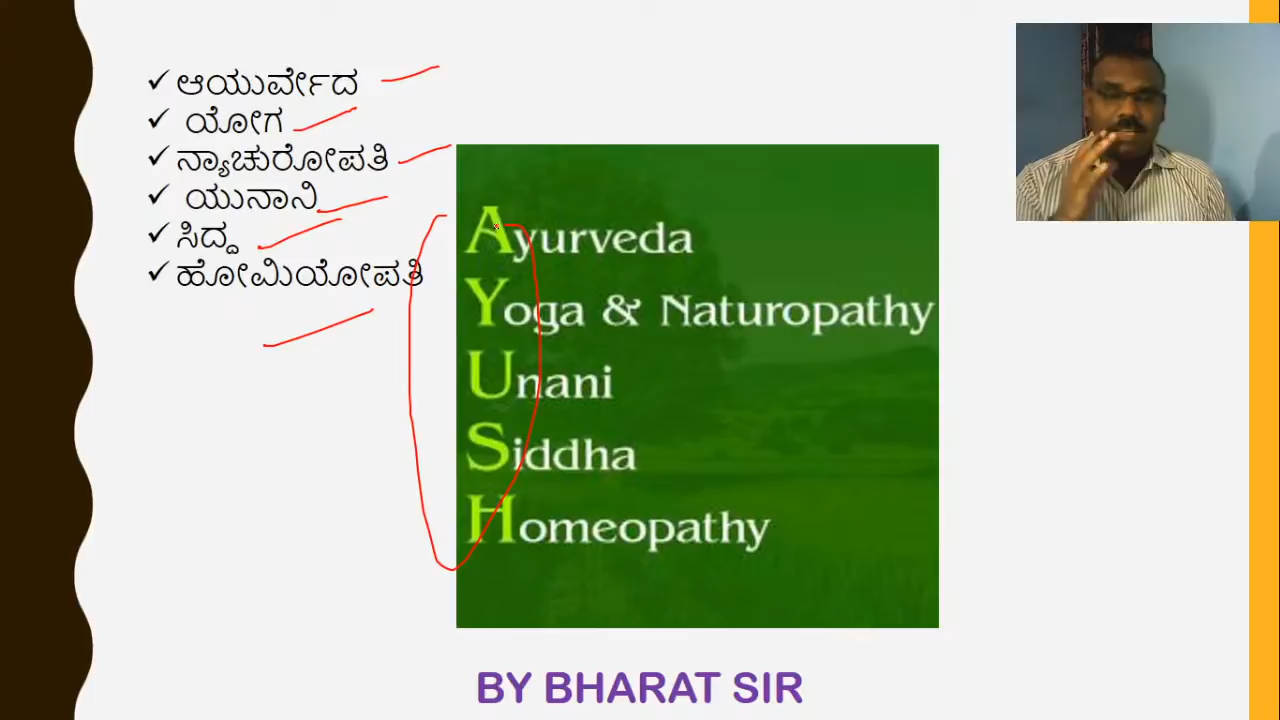 ಆಯುರ್ವೇದ
ಯೋಗ
ನ್ಯಾಚುರೋಪತಿ
ಯುನಾನಿ
ಸಿದ್ದ
ಹೋಮಿಯೋಪತಿ
Ayurveda
Yoga & Naturopathy
Unani
Siddha
Homeopathy
BY BHARAT SIR